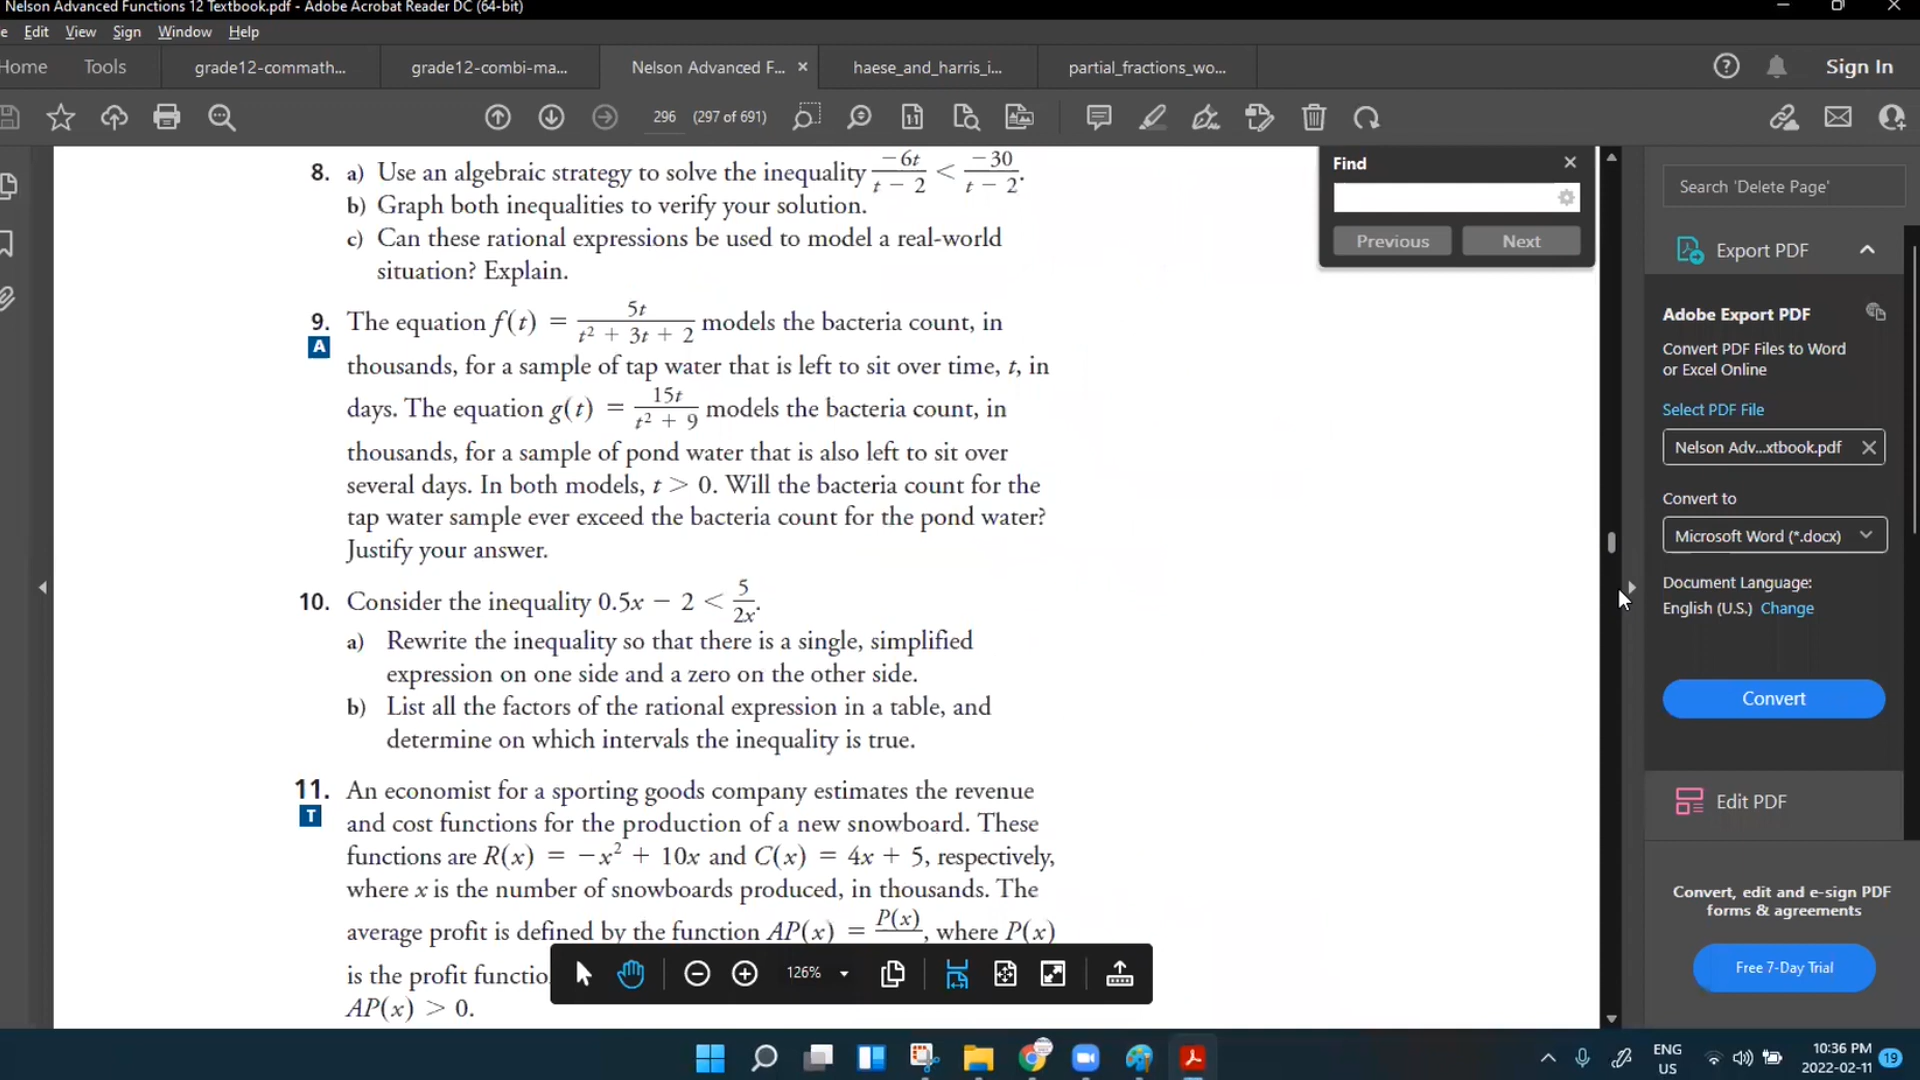 Nelson Advanced Functions 12 Textbook.pdf - Adobe Acrobat Reader DC (64-bit)
e Edit View Sign Window Help
Home Tools grade12-commath... grade12-combi-ma... Nelson Advanced F... × haese_and_harris_i... partial_fractions_wo... Sign In
296 (297 of 691)
8. a) Use an algebraic strategy to solve the inequality −6t/(t − 2) < −30/(t − 2).
b) Graph both inequalities to verify your solution.
c) Can these rational expressions be used to model a real-world
situation? Explain.
9. The equation f(t) = 5t/(t² + 3t + 2) models the bacteria count, in
A
thousands, for a sample of tap water that is left to sit over time, t, in
days. The equation g(t) = 15t/(t² + 9) models the bacteria count, in
thousands, for a sample of pond water that is also left to sit over
several days. In both models, t > 0. Will the bacteria count for the
tap water sample ever exceed the bacteria count for the pond water?
Justify your answer.
10. Consider the inequality 0.5x − 2 < 5/2x.
a) Rewrite the inequality so that there is a single, simplified
expression on one side and a zero on the other side.
b) List all the factors of the rational expression in a table, and
determine on which intervals the inequality is true.
11. An economist for a sporting goods company estimates the revenue
T
and cost functions for the production of a new snowboard. These
functions are R(x) = −x² + 10x and C(x) = 4x + 5, respectively,
where x is the number of snowboards produced, in thousands. The
average profit is defined by the function AP(x) = P(x)/, where P(x)
is the profit functio
AP(x) > 0.
126%
Find
Previous Next
Search 'Delete Page'
Export PDF
Adobe Export PDF
Convert PDF Files to Word
or Excel Online
Select PDF File
Nelson Adv...xtbook.pdf
Convert to
Microsoft Word (*.docx)
Document Language:
English (U.S.) Change
Convert
Edit PDF
Convert, edit and e-sign PDF
forms & agreements
Free 7-Day Trial
ENG
US
10:36 PM
2022-02-11
19